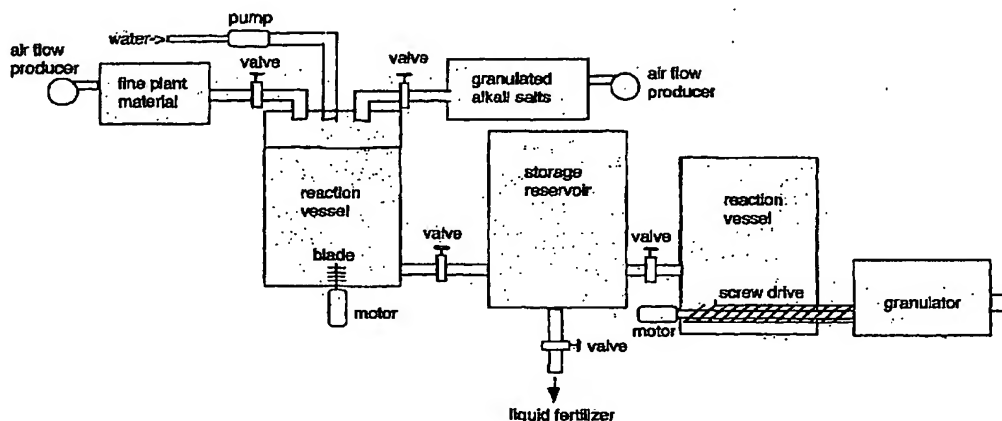 pump
water->
air flow
producer
valve
fine plant
material
valve
granulated
alkali salts
air flow
producer
reaction
vessel
blade
motor
valve
storage
reservoir
valve
reaction
vessel
screw drive
motor
granulator
valve
liquid fertilizer